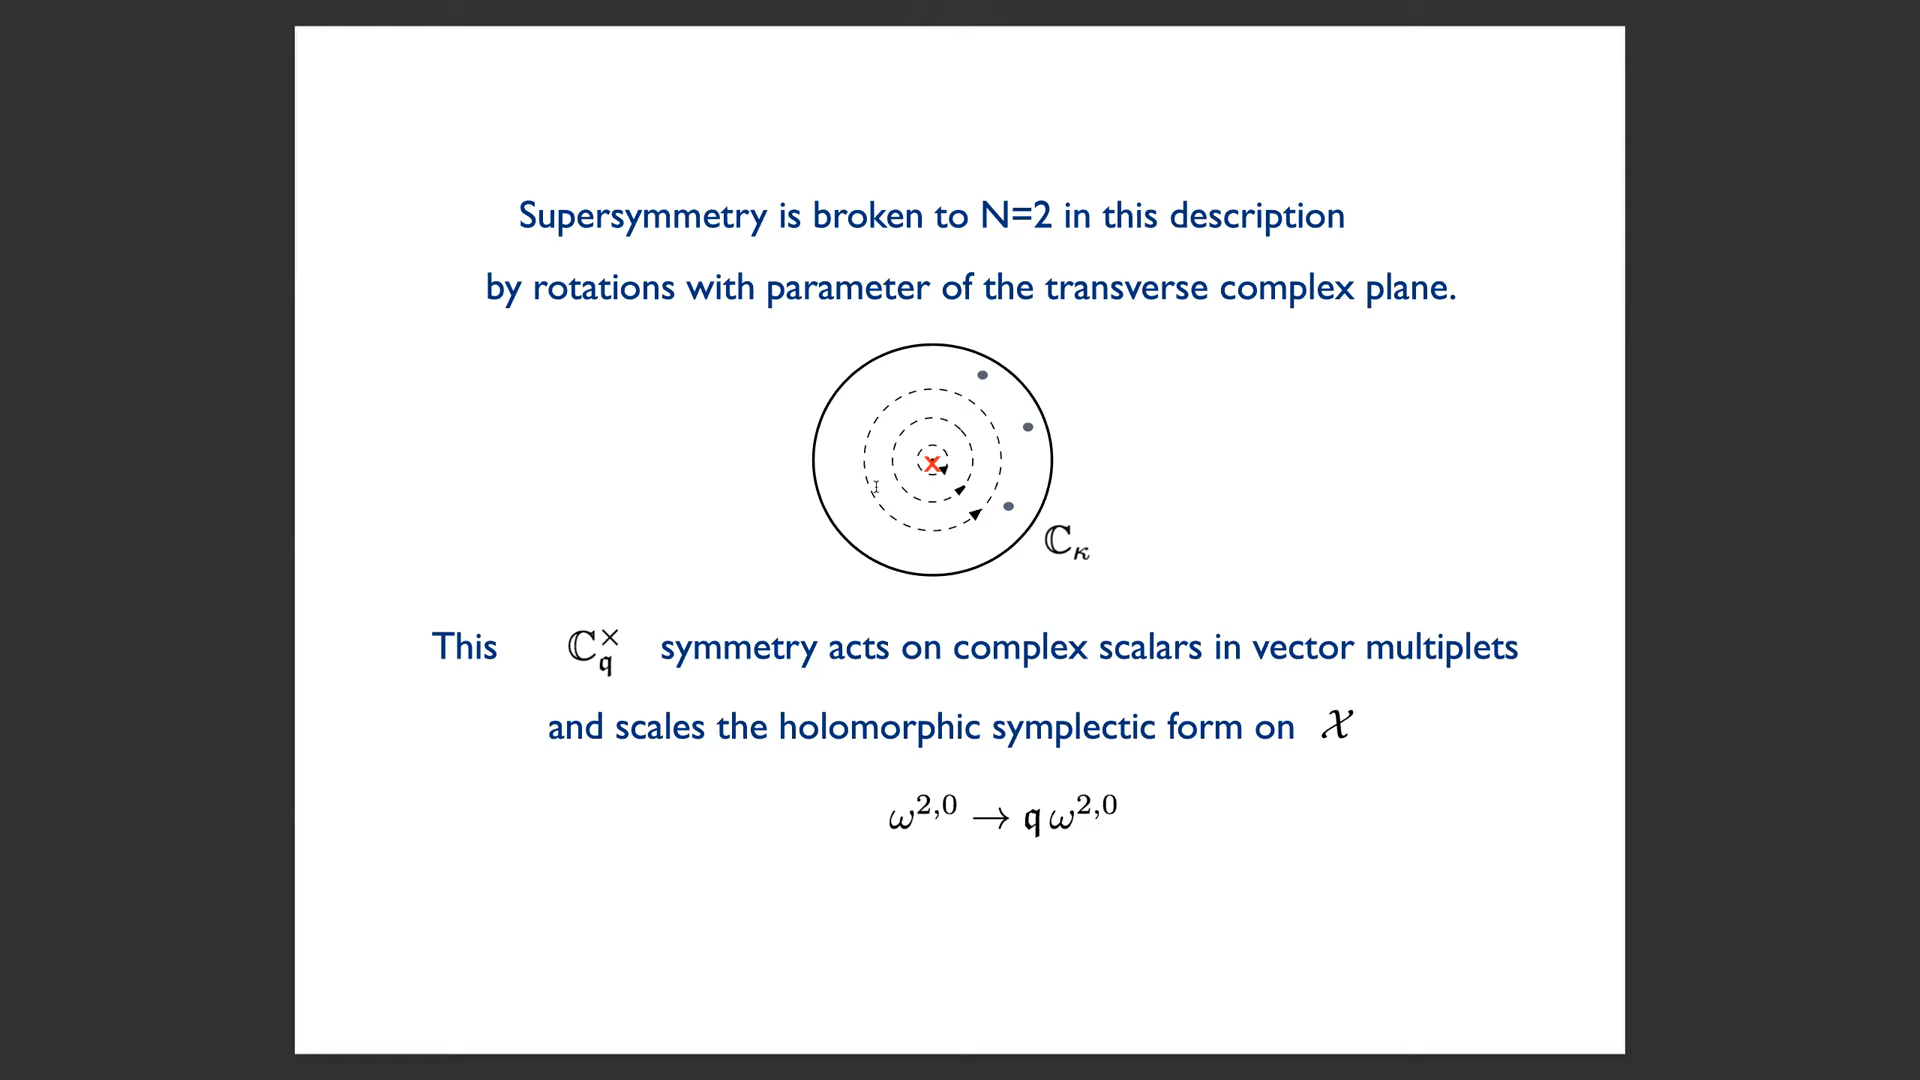 Supersymmetry is broken to N=2 in this description
by rotations with parameter of the transverse complex plane.
x
ℂ_κ
This ℂ^×_𝔮 symmetry acts on complex scalars in vector multiplets
and scales the holomorphic symplectic form on 𝒳
ω^{2,0} → 𝔮 ω^{2,0}